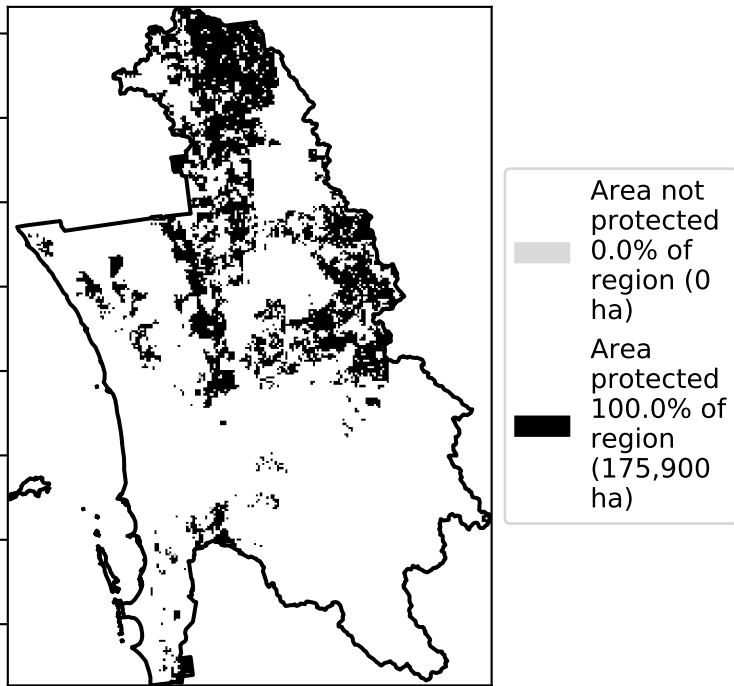 Area not
protected
0.0% of
region (0
ha)
Area
protected
100.0% of
region
(175,900
ha)